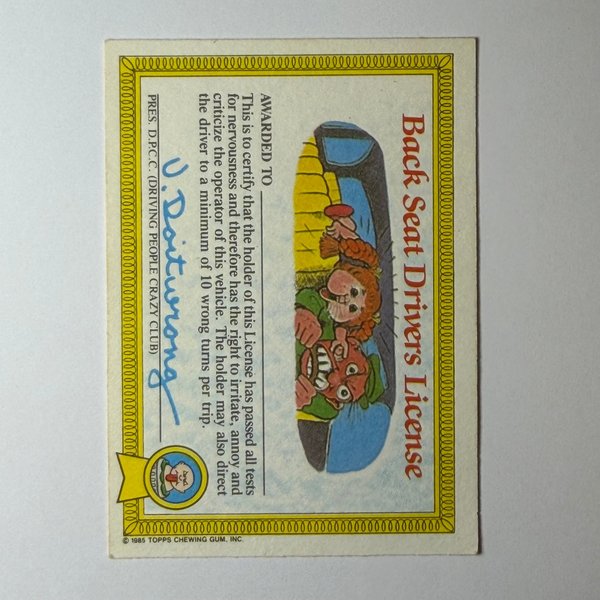 Back Seat Drivers License
AWARDED TO
This is to certify that the holder of this License has passed all tests
for nervousness and therefore has the right to irritate, annoy and
criticize the operator of this vehicle. The holder may also direct
the driver to a minimum of 10 wrong turns per trip.
U. Doitwrong
PRES. D.P.C.C. (DRIVING PEOPLE CRAZY CLUB)
© 1985 TOPPS CHEWING GUM, INC.